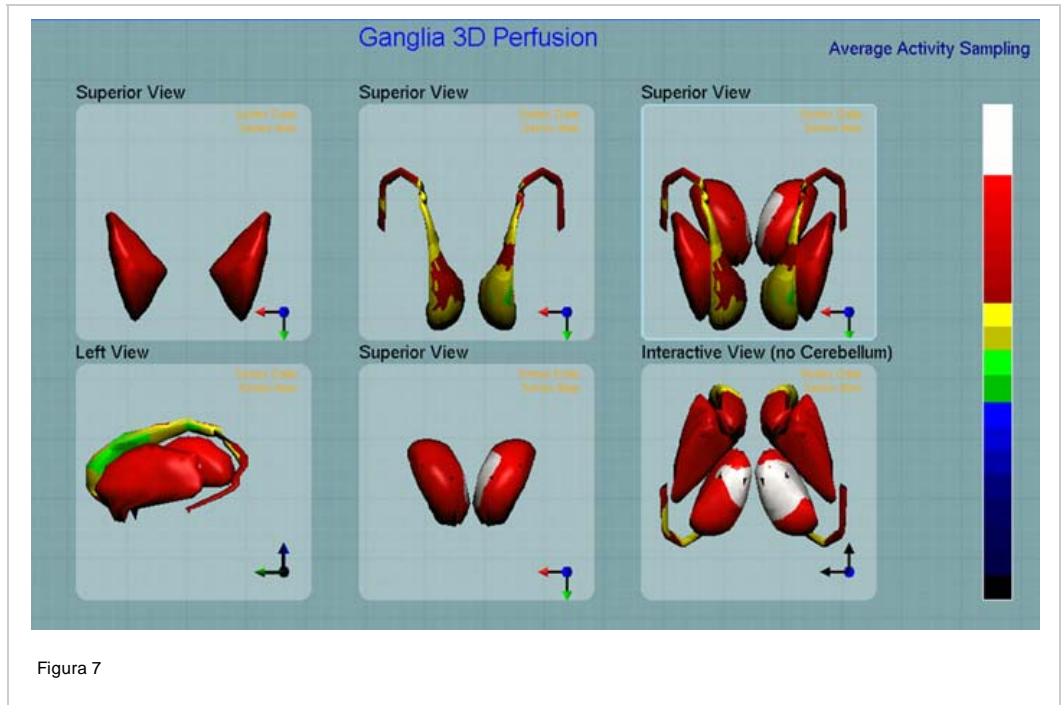 Ganglia 3D Perfusion
Average Activity Sampling
Superior View
Superior View
Superior View
Left View
Superior View
Interactive View (no Cerebellum)
Figura 7